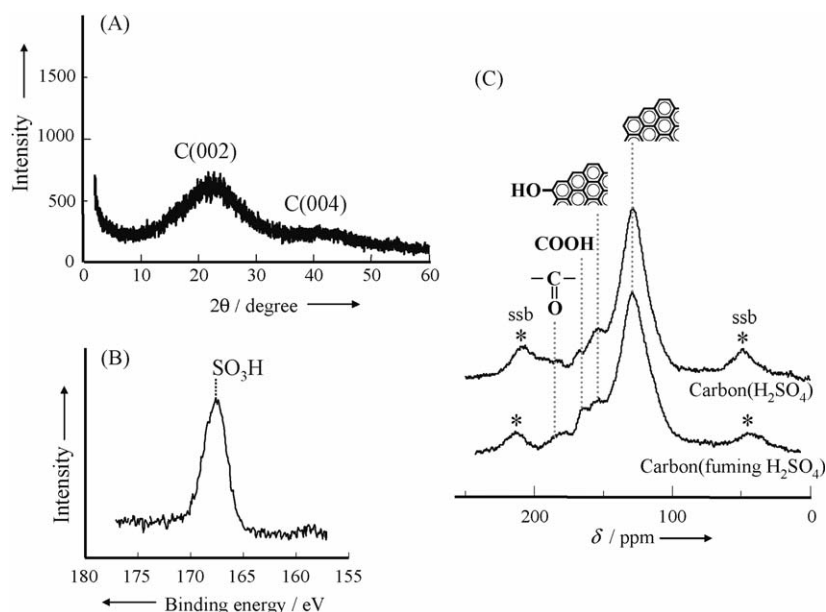 (A)
1500
1000
500
0
Intensity
C(002)
C(004)
0 10 20 30 40 50 60
2θ / degree
(B)
SO₃H
Intensity
180 175 170 165 160 155
Binding energy / eV
(C)
HO
COOH
C
O
ssb
ssb
*
*
Carbon(H₂SO₄)
*
*
Carbon(fuming H₂SO₄)
200 100 0
δ / ppm